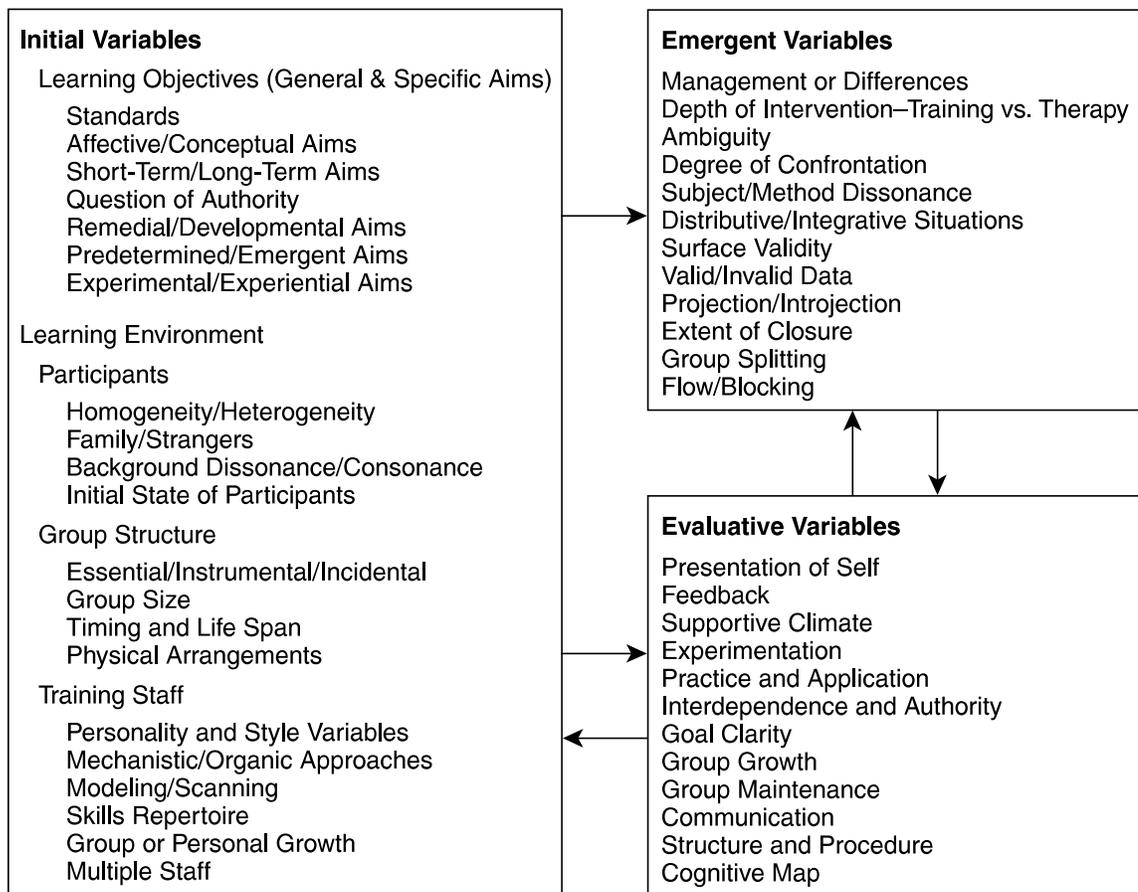 Initial Variables
Learning Objectives (General & Specific Aims)
Standards
Affective/Conceptual Aims
Short-Term/Long-Term Aims
Question of Authority
Remedial/Developmental Aims
Predetermined/Emergent Aims
Experimental/Experiential Aims
Learning Environment
Participants
Homogeneity/Heterogeneity
Family/Strangers
Background Dissonance/Consonance
Initial State of Participants
Group Structure
Essential/Instrumental/Incidental
Group Size
Timing and Life Span
Physical Arrangements
Training Staff
Personality and Style Variables
Mechanistic/Organic Approaches
Modeling/Scanning
Skills Repertoire
Group or Personal Growth
Multiple Staff
Emergent Variables
Management or Differences
Depth of Intervention–Training vs. Therapy
Ambiguity
Degree of Confrontation
Subject/Method Dissonance
Distributive/Integrative Situations
Surface Validity
Valid/Invalid Data
Projection/Introjection
Extent of Closure
Group Splitting
Flow/Blocking
Evaluative Variables
Presentation of Self
Feedback
Supportive Climate
Experimentation
Practice and Application
Interdependence and Authority
Goal Clarity
Group Growth
Group Maintenance
Communication
Structure and Procedure
Cognitive Map